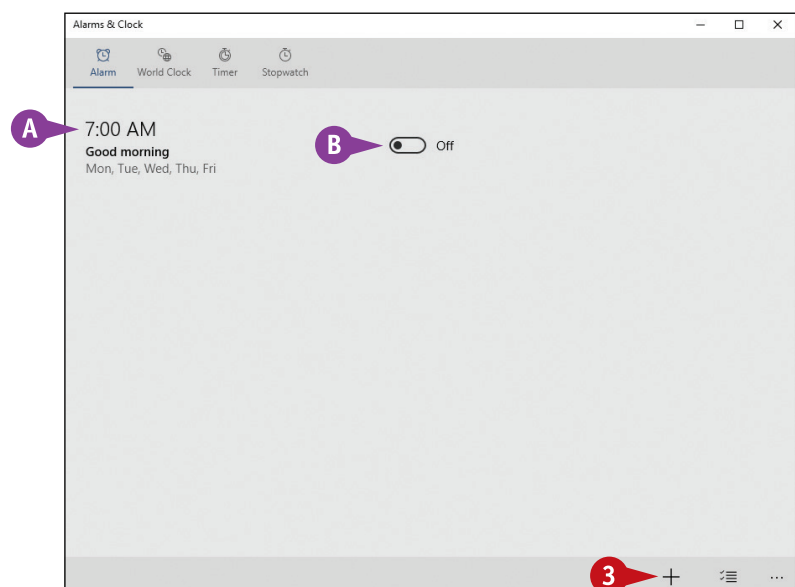 Alarms & Clock
Alarm World Clock Timer Stopwatch
A
7:00 AM
Good morning
Mon, Tue, Wed, Thu, Fri
B
Off
3